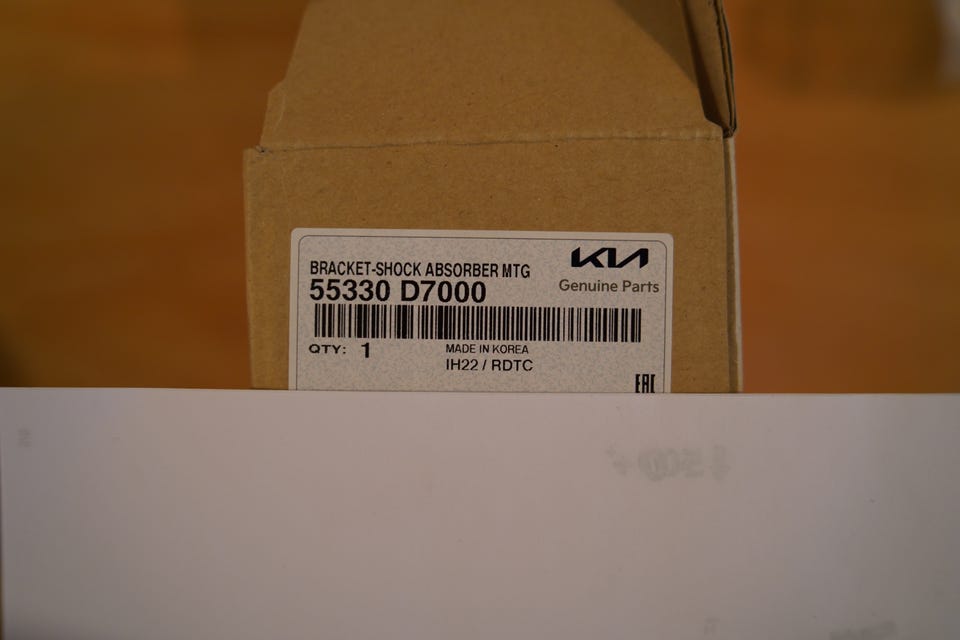 BRACKET-SHOCK ABSORBER MTG
KIA
55330 D7000
Genuine Parts
QTY: 1
MADE IN KOREA
IH22 / RDTC
EAC